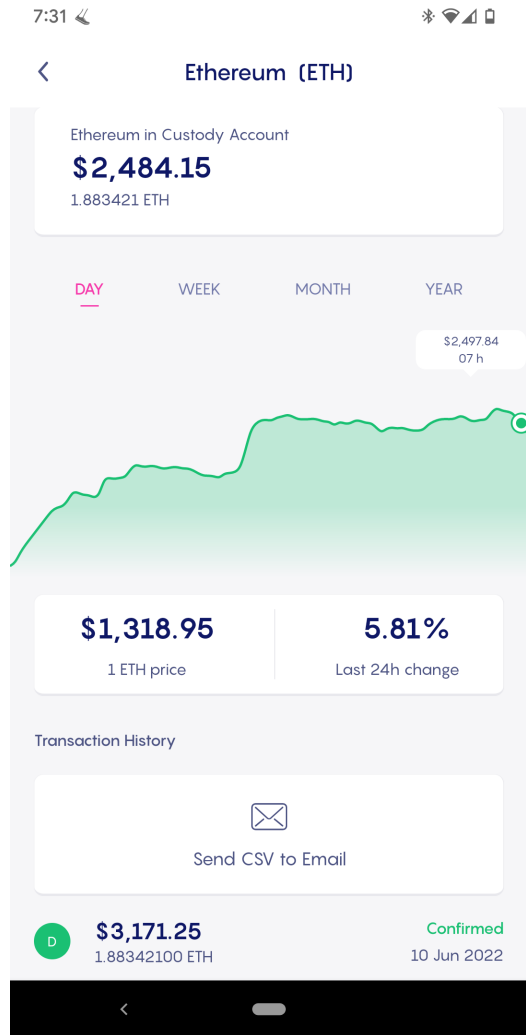 7:31
Ethereum (ETH)
Ethereum in Custody Account
$2,484.15
1.883421 ETH
DAY WEEK MONTH YEAR
$2,497.84
07 h
$1,318.95 5.81%
1 ETH price Last 24h change
Transaction History
Send CSV to Email
D $3,171.25 Confirmed
1.88342100 ETH 10 Jun 2022